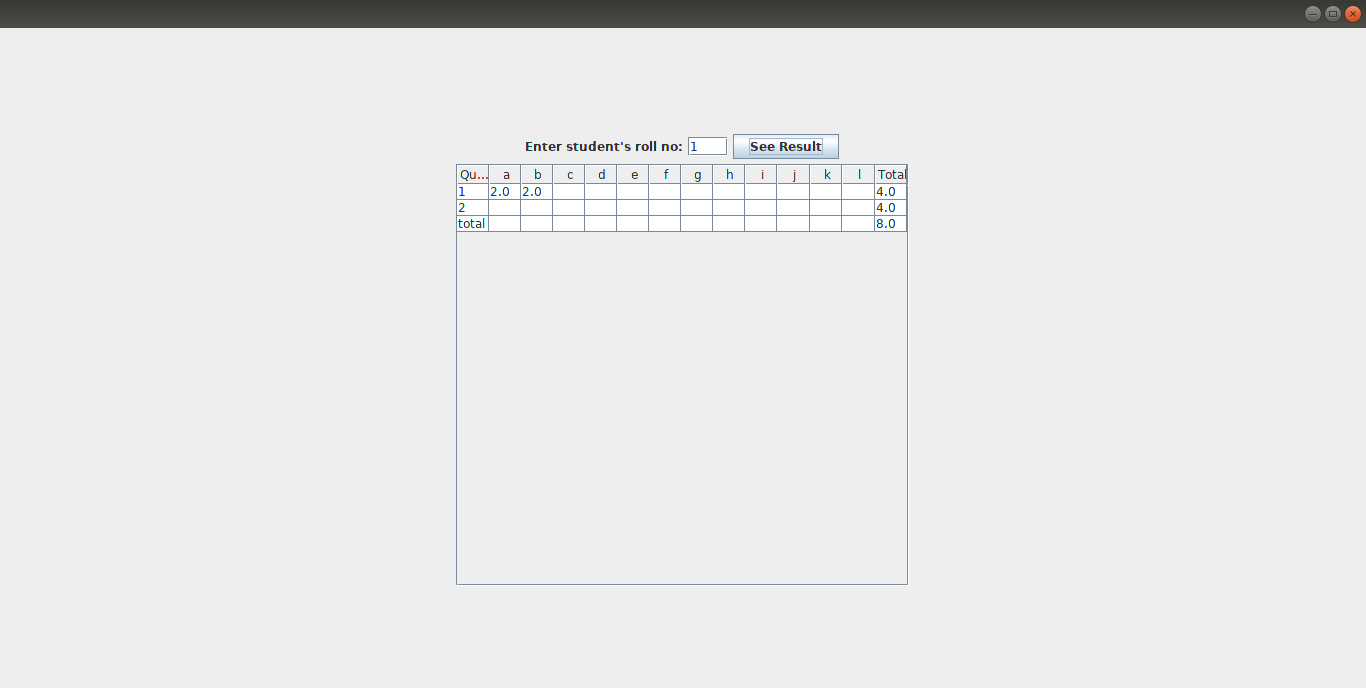 Enter student's roll no: 1 See Result
Qu... a b c d e f g h i j k l Total
1 2.0 2.0 4.0
2 4.0
total 8.0